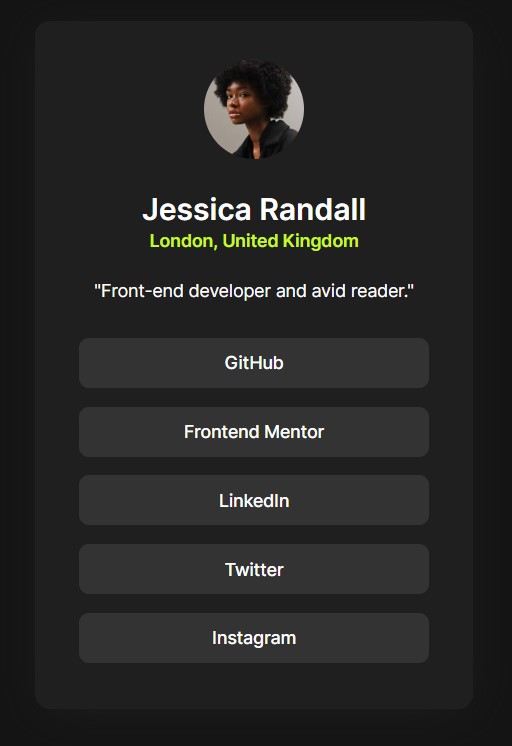 Jessica Randall
London, United Kingdom
"Front-end developer and avid reader."
GitHub
Frontend Mentor
LinkedIn
Twitter
Instagram